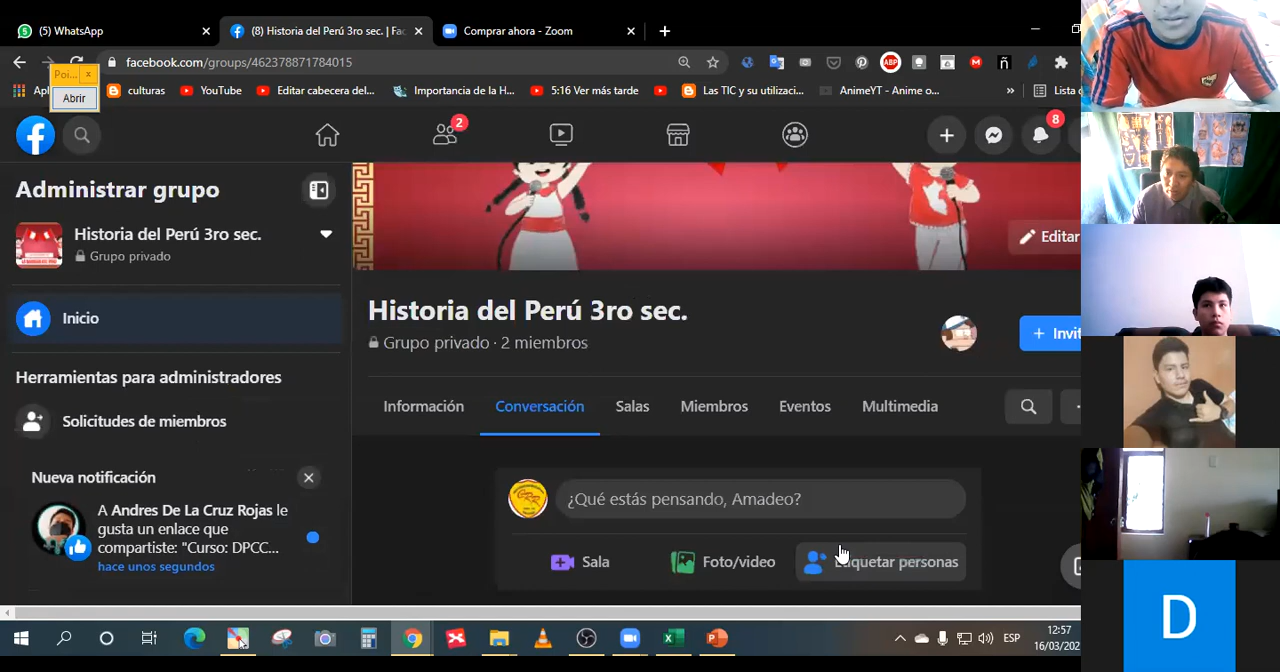 (5) WhatsApp
(8) Historia del Perú 3ro sec. | Fac
Comprar ahora - Zoom
facebook.com/groups/462378871784015
ABP
ñ
Poi...
Abrir
culturas
YouTube
Editar cabecera del...
Importancia de la H...
5:16 Ver más tarde
Las TIC y su utilizaci...
AnimeYT - Anime o...
»
Lista
2
8
Administrar grupo
Historia del Perú 3ro sec.
Grupo privado
Inicio
Herramientas para administradores
Solicitudes de miembros
Nueva notificación
A Andres De La Cruz Rojas le
gusta un enlace que
compartiste: "Curso: DPCC...
hace unos segundos
Editar
Historia del Perú 3ro sec.
Grupo privado · 2 miembros
+ Invit
Información
Conversación
Salas
Miembros
Eventos
Multimedia
¿Qué estás pensando, Amadeo?
Sala
Foto/video
Etiquetar personas
ESP
12:57
16/03/202
D